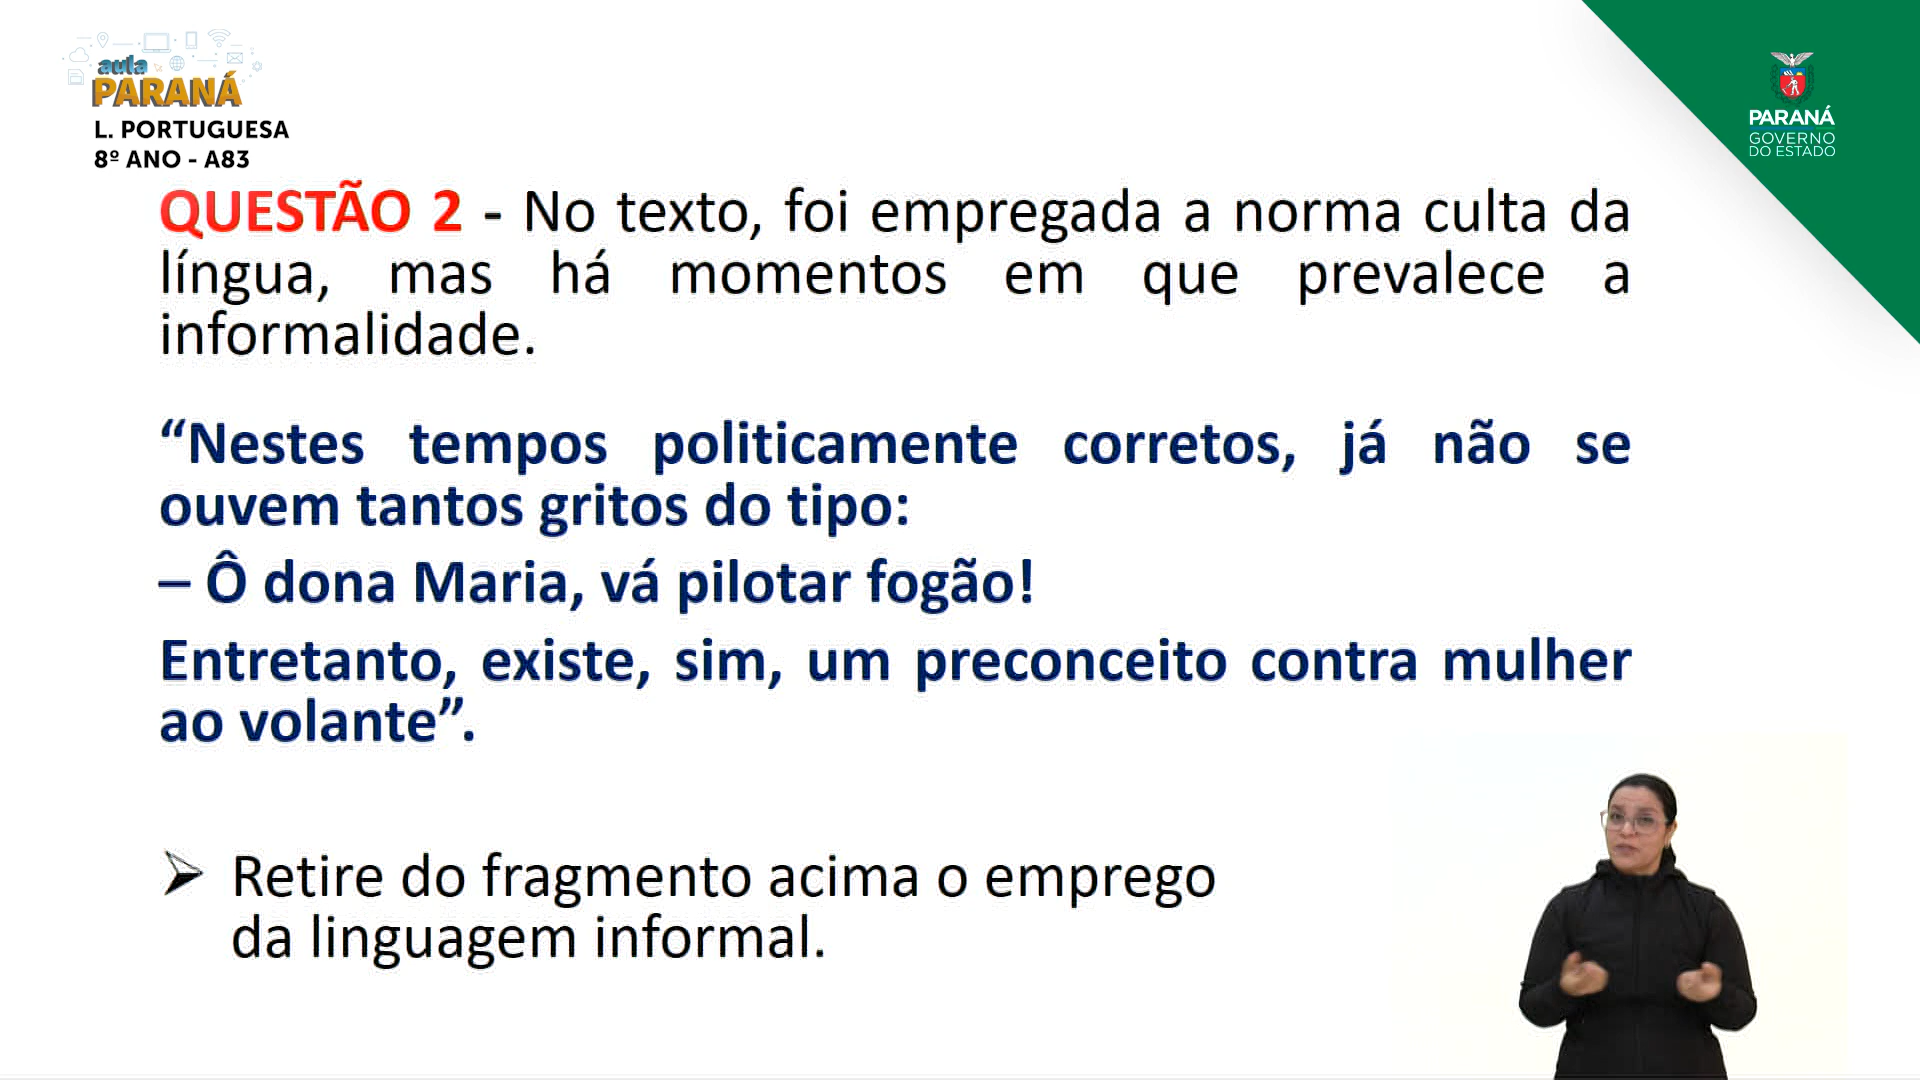 aula
PARANÁ
L. PORTUGUESA
8º ANO - A83
PARANÁ
GOVERNO
DO ESTADO
QUESTÃO 2 - No texto, foi empregada a norma culta da
língua, mas há momentos em que prevalece a
informalidade.
“Nestes tempos politicamente corretos, já não se
ouvem tantos gritos do tipo:
– Ô dona Maria, vá pilotar fogão!
Entretanto, existe, sim, um preconceito contra mulher
ao volante”.
Retire do fragmento acima o emprego
da linguagem informal.